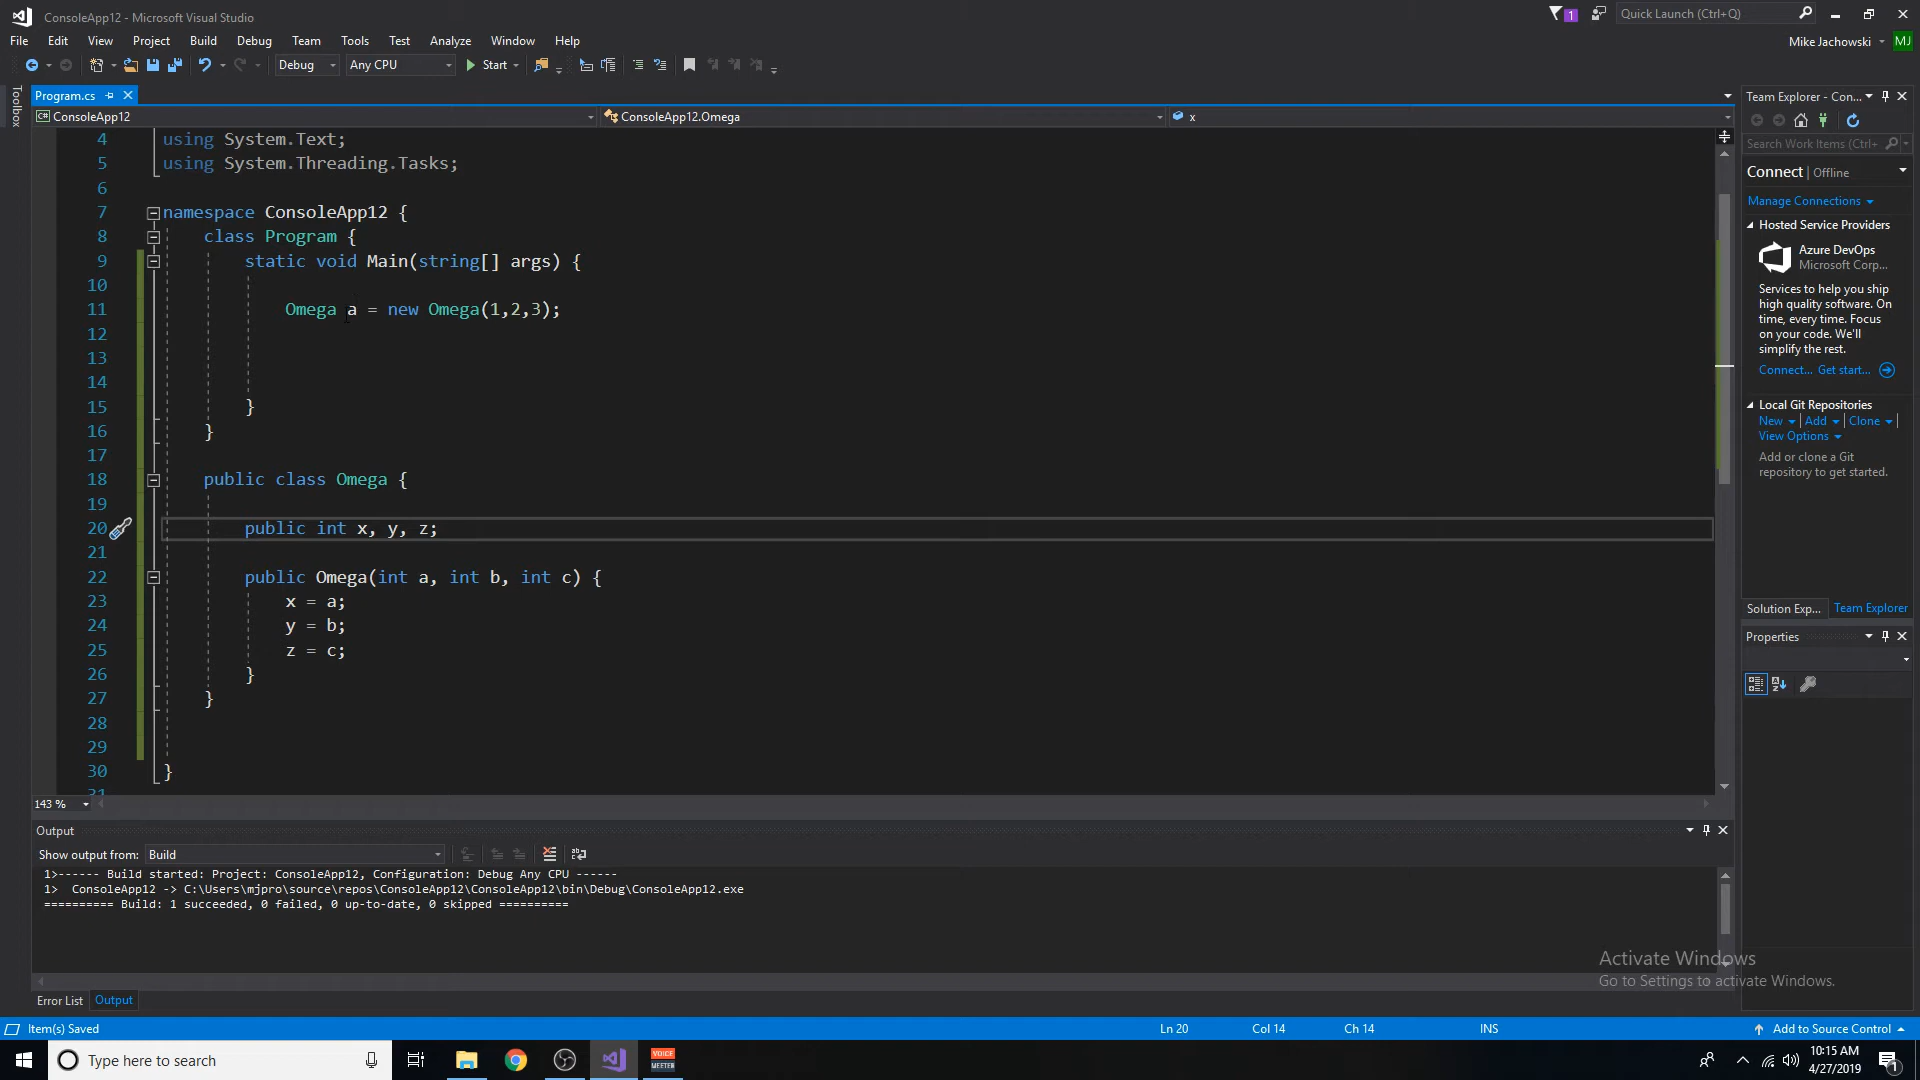 ConsoleApp12 - Microsoft Visual Studio
1
Quick Launch (Ctrl+Q)
File Edit View Project Build Debug Team Tools Test Analyze Window Help
Mike Jachowski MJ
Debug Any CPU Start
Toolbox
Program.cs
C# ConsoleApp12
ConsoleApp12.Omega
x
4 using System.Text;
5 using System.Threading.Tasks;
6
7 namespace ConsoleApp12 {
8 class Program {
9 static void Main(string[] args) {
10
11 Omega a = new Omega(1,2,3);
12
13
14
15 }
16 }
17
18 public class Omega {
19
20 public int x, y, z;
21
22 public Omega(int a, int b, int c) {
23 x = a;
24 y = b;
25 z = c;
26 }
27 }
28
29
30 }
31
143 %
Output
Show output from: Build
1>------ Build started: Project: ConsoleApp12, Configuration: Debug Any CPU ------
1>  ConsoleApp12 -> C:\Users\mjpro\source\repos\ConsoleApp12\ConsoleApp12\bin\Debug\ConsoleApp12.exe
========== Build: 1 succeeded, 0 failed, 0 up-to-date, 0 skipped ==========
Error List Output
Team Explorer - Con...
Search Work Items (Ctrl+
Connect | Offline
Manage Connections
Hosted Service Providers
Azure DevOps
Microsoft Corp...
Services to help you ship
high quality software. On
time, every time. Focus
on your code. We'll
simplify the rest.
Connect... Get start...
Local Git Repositories
New | Add | Clone |
View Options
Add or clone a Git
repository to get started.
Solution Exp... Team Explorer
Properties
Activate Windows
Go to Settings to activate Windows.
Item(s) Saved
Ln 20 Col 14 Ch 14 INS
Add to Source Control
Type here to search
VOICE
MEETER
10:15 AM
4/27/2019
1